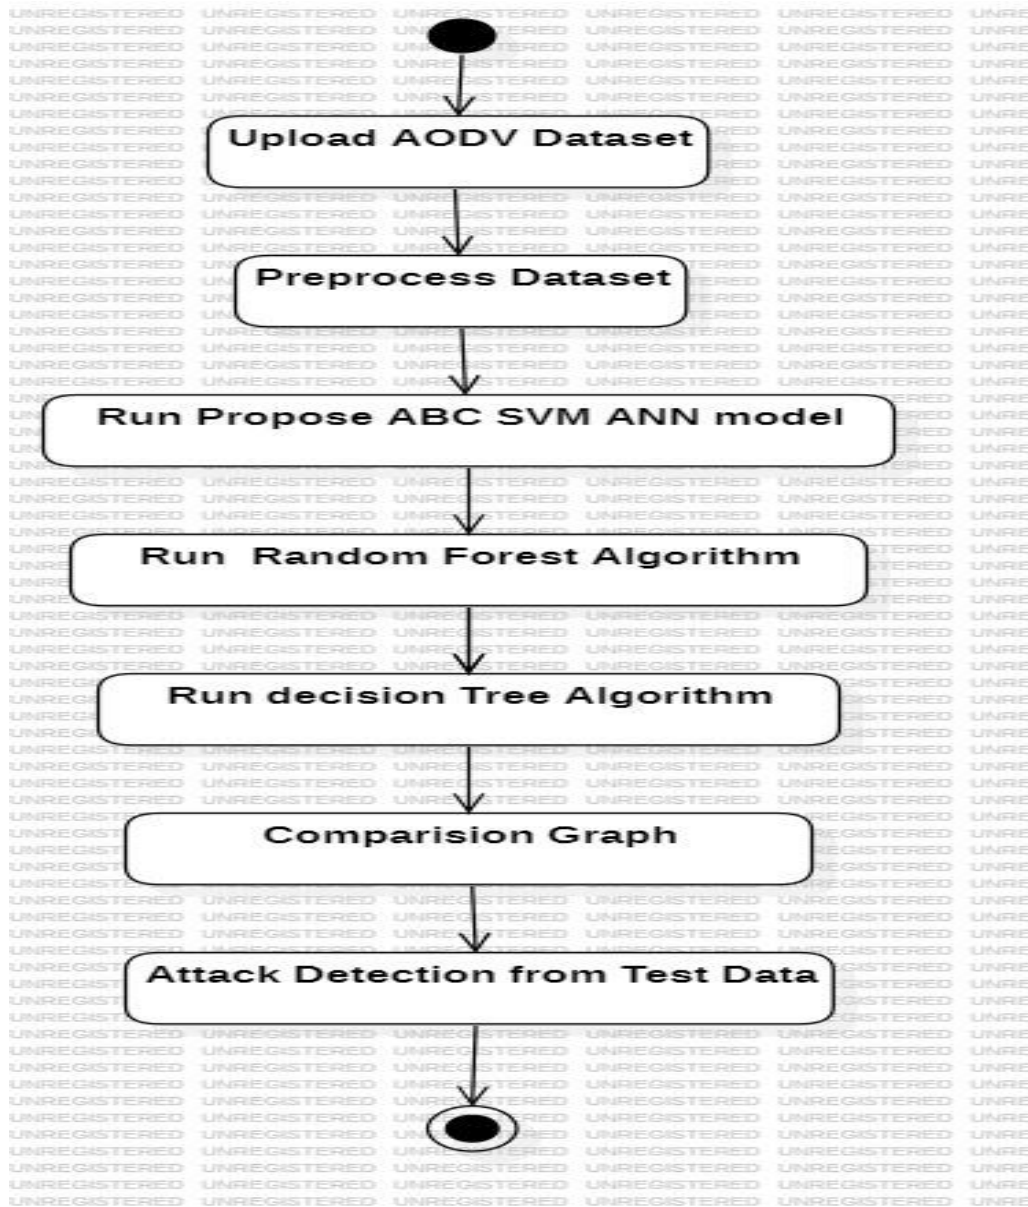 Upload AODV Dataset
Preprocess Dataset
Run Propose ABC SVM ANN model
Run  Random Forest Algorithm
Run decision Tree Algorithm
Comparision Graph
Attack Detection from Test Data
UNREGISTERED